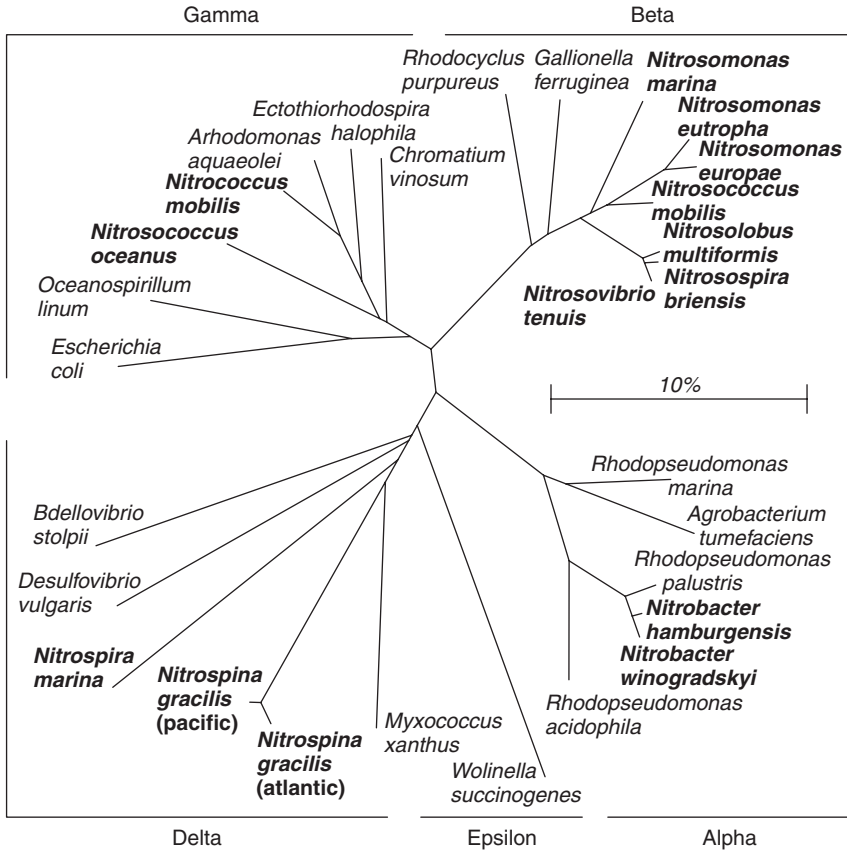 Gamma
Beta
Rhodocyclus
purpureus
Gallionella
ferruginea
Nitrosomonas
marina
Nitrosomonas
eutropha
Nitrosomonas
europae
Nitrosococcus
mobilis
Nitrosolobus
multiformis
Nitrosospira
briensis
Nitrosovibrio
tenuis
Ectothiorhodospira
halophila
Arhodomonas
aquaeolei
Chromatium
vinosum
Nitrococcus
mobilis
Nitrosococcus
oceanus
Oceanospirillum
linum
Escherichia
coli
10%
Bdellovibrio
stolpii
Desulfovibrio
vulgaris
Nitrospira
marina
Nitrospina
gracilis
(pacific)
Nitrospina
gracilis
(atlantic)
Myxococcus
xanthus
Wolinella
succinogenes
Rhodopseudomonas
marina
Agrobacterium
tumefaciens
Rhodopseudomonas
palustris
Nitrobacter
hamburgensis
Nitrobacter
winogradskyi
Rhodopseudomonas
acidophila
Delta
Epsilon
Alpha